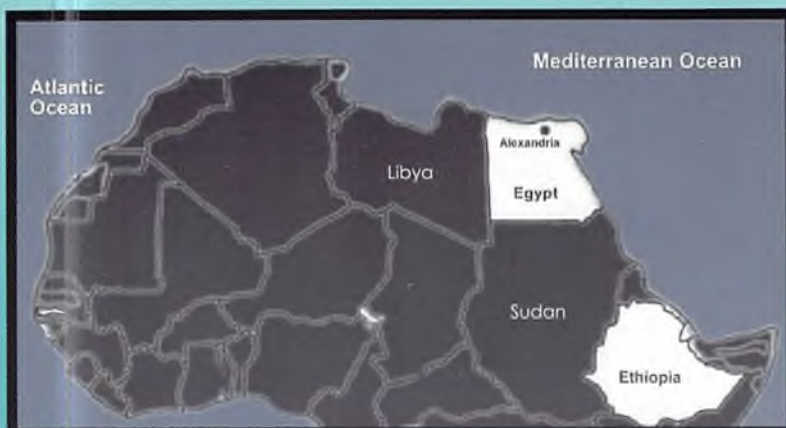 Mediterranean Ocean
Atlantic
Ocean
Alexandria
Libya
Egypt
Sudan
Ethiopia